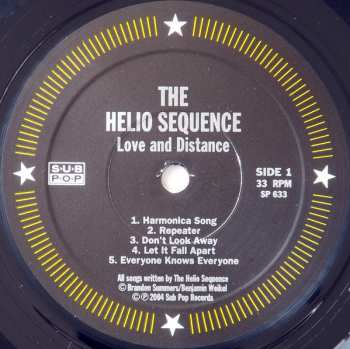 THE
HELIO SEQUENCE
Love and Distance
SUB
POP
SIDE 1
33 RPM
SP 633
1. Harmonica Song
2. Repeater
3. Don't Look Away
4. Let It Fall Apart
5. Everyone Knows Everyone
All songs written by The Helio Sequence
© Brandon Summers/Benjamin Weikel
©℗ 2004 Sub Pop Records